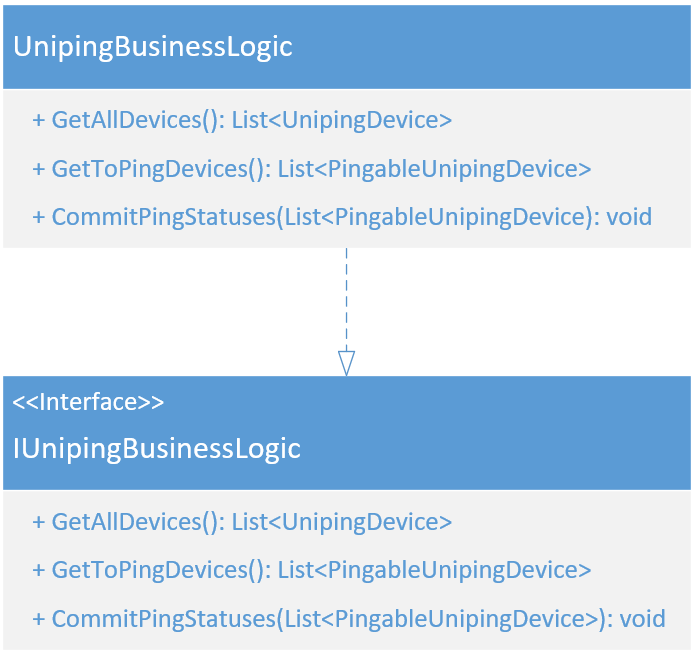 UnipingBusinessLogic
+ GetAllDevices(): List<UnipingDevice>
+ GetToPingDevices(): List<PingableUnipingDevice>
+ CommitPingStatuses(List<PingableUnipingDevice): void
<<Interface>>
IUnipingBusinessLogic
+ GetAllDevices(): List<UnipingDevice>
+ GetToPingDevices(): List<PingableUnipingDevice>
+ CommitPingStatuses(List<PingableUnipingDevice>): void